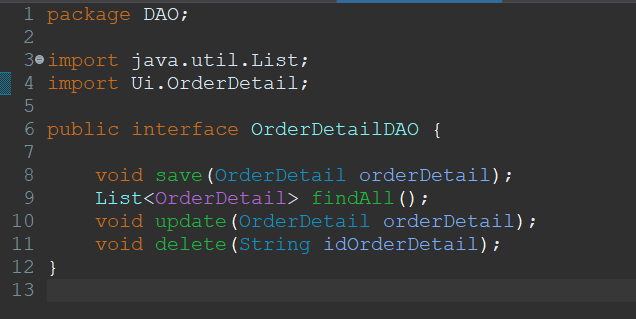 1 package DAO;
2
3 import java.util.List;
4 import Ui.OrderDetail;
5
6 public interface OrderDetailDAO {
7
8     void save(OrderDetail orderDetail);
9     List<OrderDetail> findAll();
10     void update(OrderDetail orderDetail);
11     void delete(String idOrderDetail);
12 }
13